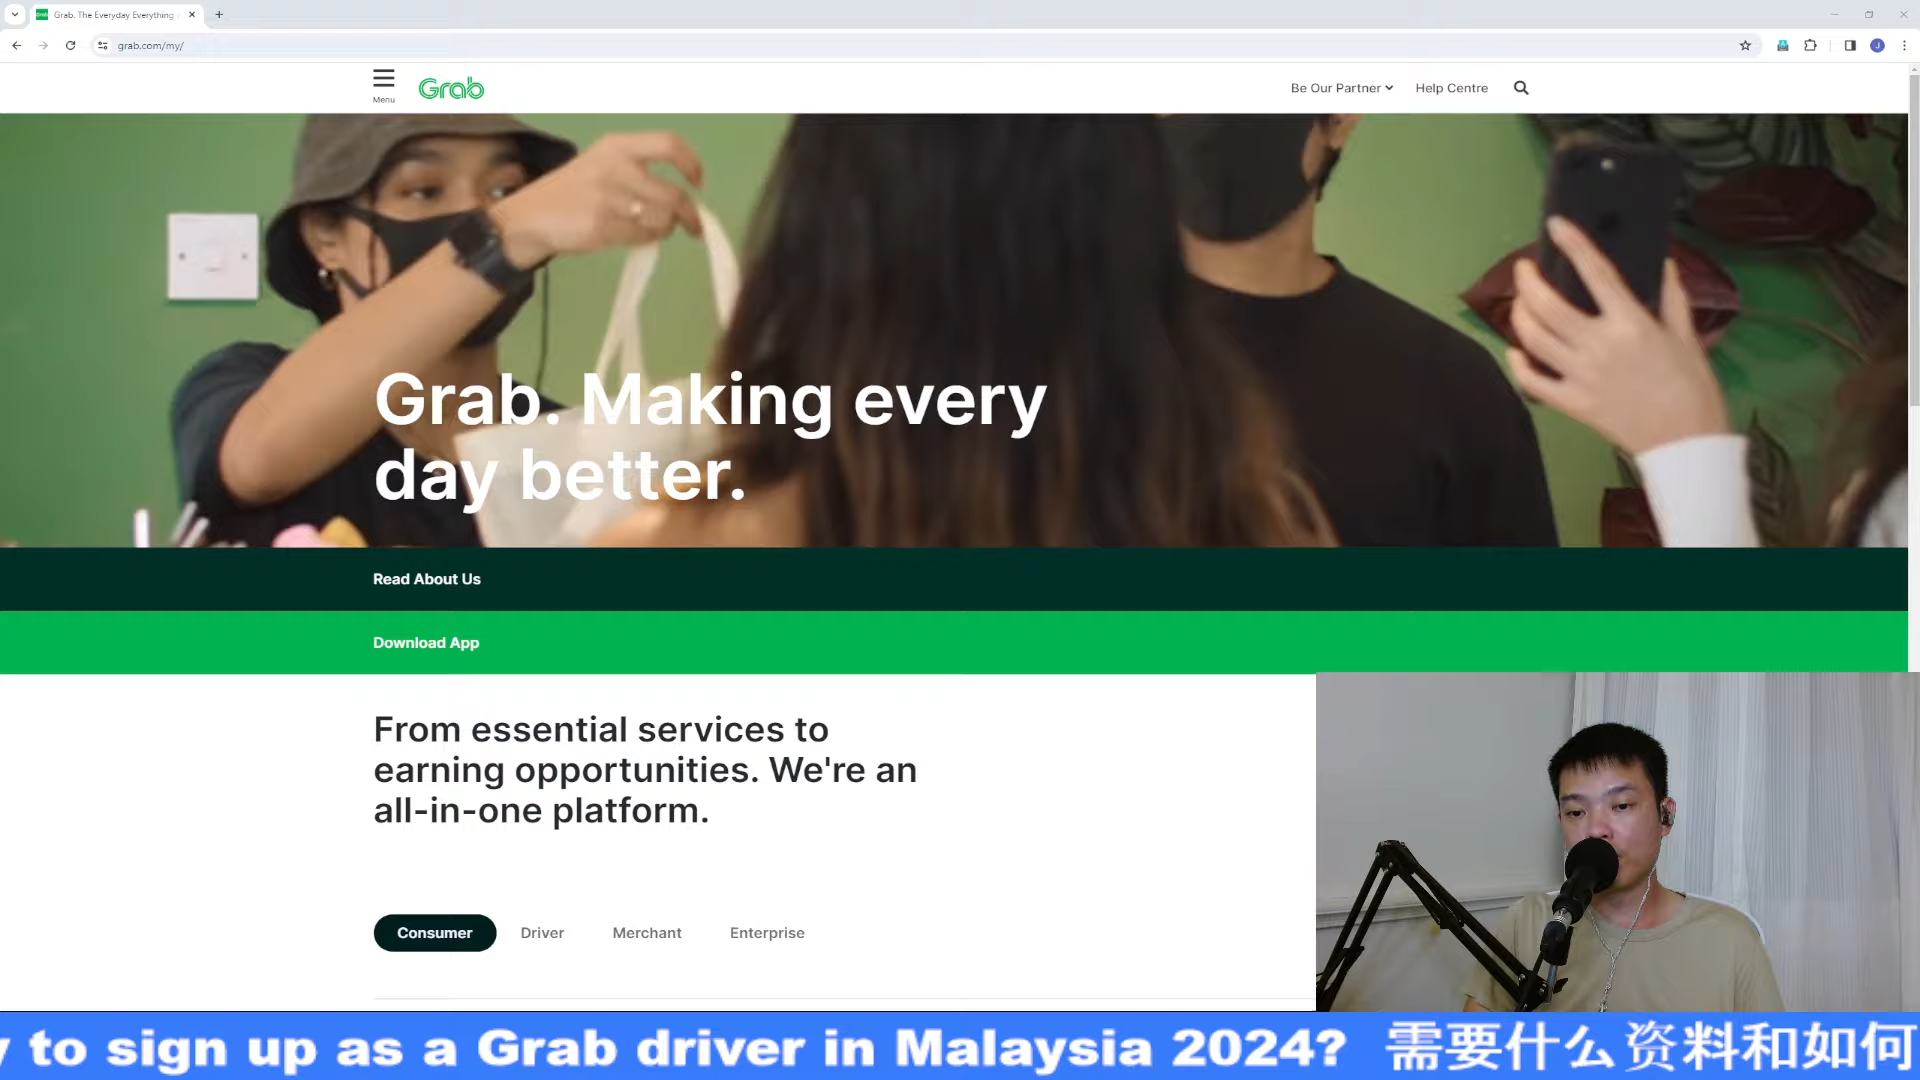 Grab. The Everyday Everything
grab.com/my/
J
Menu
Grab
Be Our Partner
Help Centre
Grab. Making every
day better.
Read About Us
Download App
From essential services to
earning opportunities. We're an
all-in-one platform.
Consumer
Driver
Merchant
Enterprise
y to sign up as a Grab driver in Malaysia 2024? 需要什么资料和如何